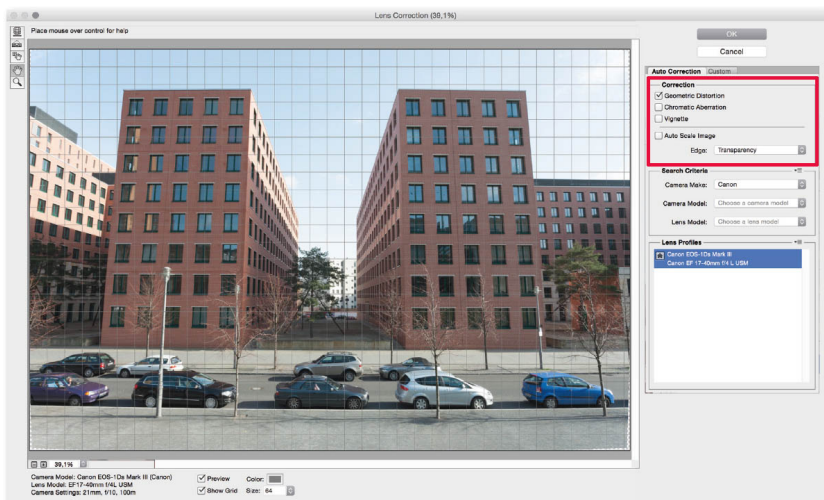 Lens Correction (39,1%)
Place mouse over control for help
OK
Cancel
Auto Correction Custom
Correction
Geometric Distortion
Chromatic Aberration
Vignette
Auto Scale Image
Edge: Transparency
Search Criteria
Camera Make: Canon
Camera Model: Choose a camera model
Lens Model: Choose a lens model
Lens Profiles
Canon EOS-1Ds Mark III
Canon EF 17-40mm f/4 L USM
39,1%
Camera Model: Canon EOS-1Ds Mark III (Canon)
Lens Model: EF17-40mm f/4L USM
Camera Settings: 21mm, f/10, 100m
Preview Color:
Show Grid Size: 64